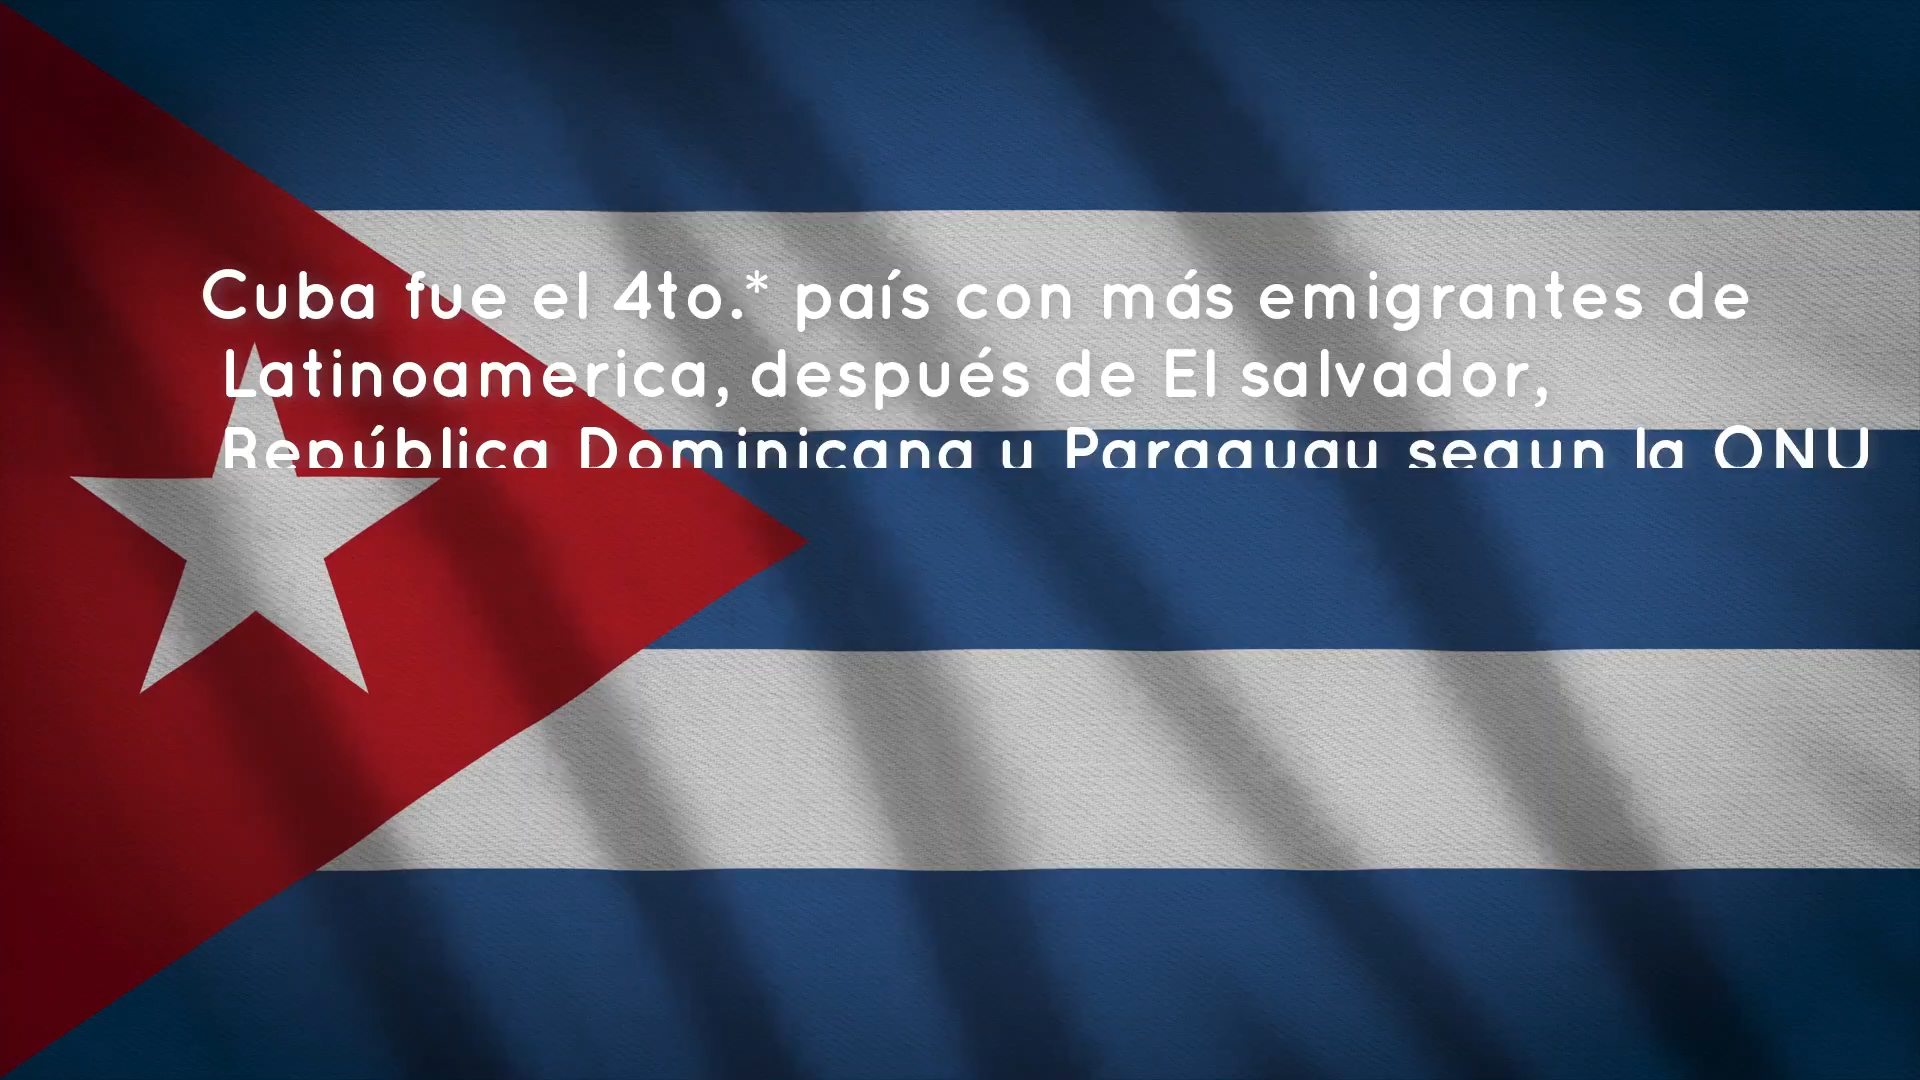 Cuba fue el 4to.* país con más emigrantes de
Latinoamerica, después de El salvador,
República Dominicana y Paraguay segun la ONU